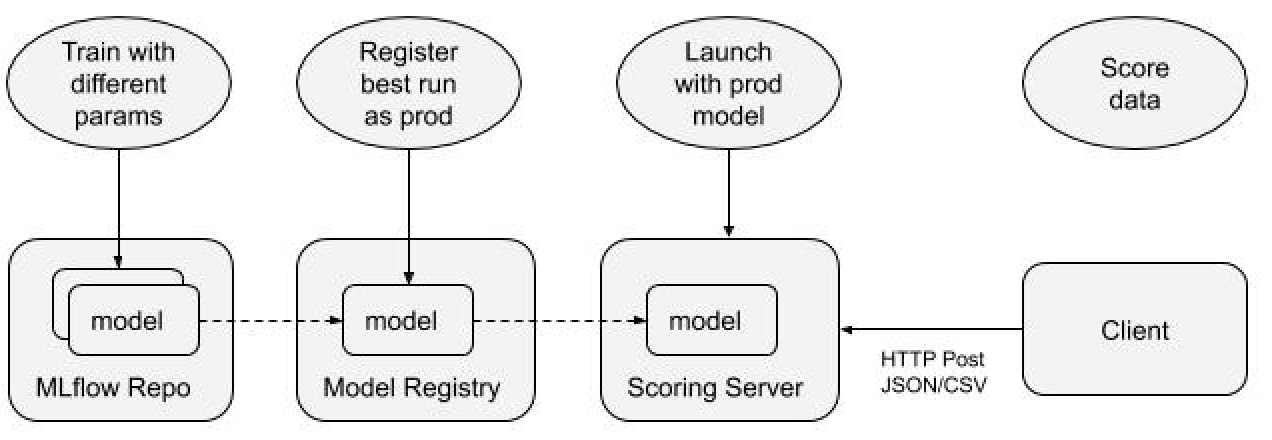 Train with
different
params
Register
best run
as prod
Launch
with prod
model
Score
data
model
MLflow Repo
model
Model Registry
model
Scoring Server
HTTP Post
JSON/CSV
Client